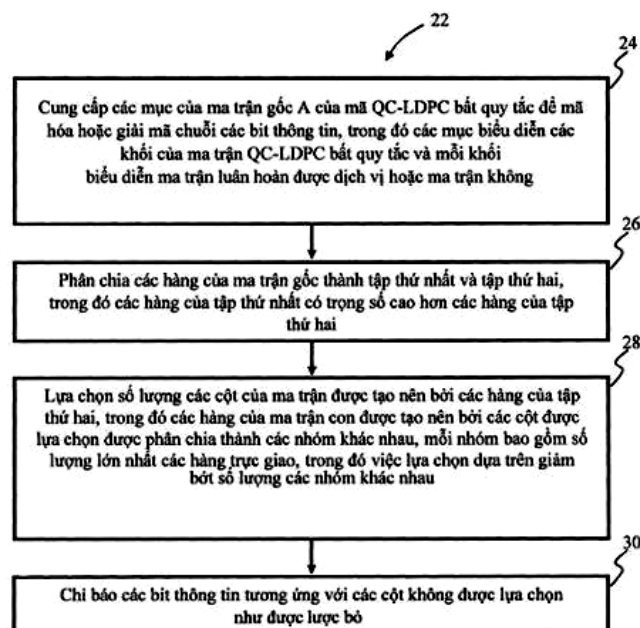 22
24
Cung cấp các mục của ma trận gốc A của mã QC-LDPC bất quy tắc để mã
hóa hoặc giải mã chuỗi các bit thông tin, trong đó các mục biểu diễn các
khối của ma trận QC-LDPC bất quy tắc và mỗi khối
biểu diễn ma trận luân hoàn được dịch vị hoặc ma trận không
26
Phân chia các hàng của ma trận gốc thành tập thứ nhất và tập thứ hai,
trong đó các hàng của tập thứ nhất có trọng số cao hơn các hàng của tập
thứ hai
28
Lựa chọn số lượng các cột của ma trận được tạo nên bởi các hàng của tập
thứ hai, trong đó các hàng của ma trận con được tạo nên bởi các cột được
lựa chọn được phân chia thành các nhóm khác nhau, mỗi nhóm bao gồm số
lượng lớn nhất các hàng trực giao, trong đó việc lựa chọn dựa trên giảm
bớt số lượng các nhóm khác nhau
30
Chỉ báo các bit thông tin tương ứng với các cột không được lựa chọn
như được lược bỏ